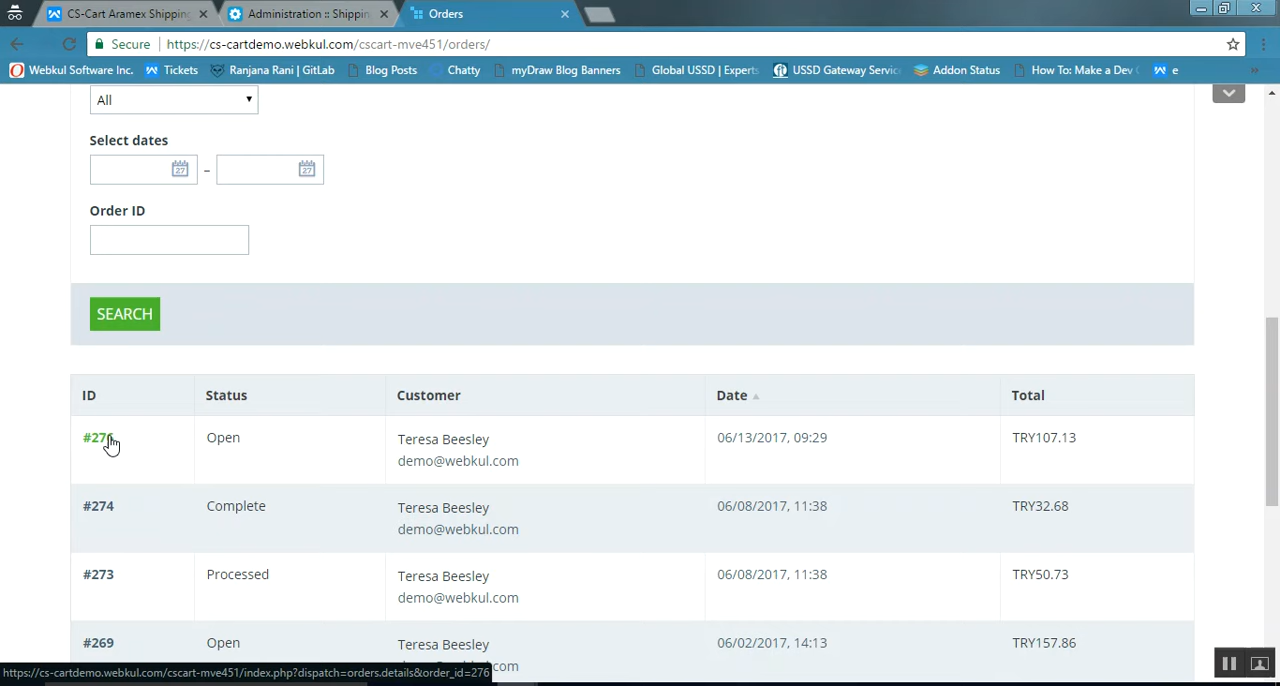 CS-Cart Aramex Shipping
Administration :: Shippin
Orders
Secure
https://cs-cartdemo.webkul.com/cscart-mve451/orders/
Webkul Software Inc.
Tickets
Ranjana Rani | GitLab
Blog Posts
Chatty
myDraw Blog Banners
Global USSD | Experts
USSD Gateway Servic
Addon Status
How To: Make a Dev
e
»
All
Select dates
27 – 27
Order ID
SEARCH
ID Status Customer Date Total
#276 Open Teresa Beesley 06/13/2017, 09:29 TRY107.13
demo@webkul.com
#274 Complete Teresa Beesley 06/08/2017, 11:38 TRY32.68
demo@webkul.com
#273 Processed Teresa Beesley 06/08/2017, 11:38 TRY50.73
demo@webkul.com
#269 Open Teresa Beesley 06/02/2017, 14:13 TRY157.86
https://cs-cartdemo.webkul.com/cscart-mve451/index.php?dispatch=orders.details&order_id=276